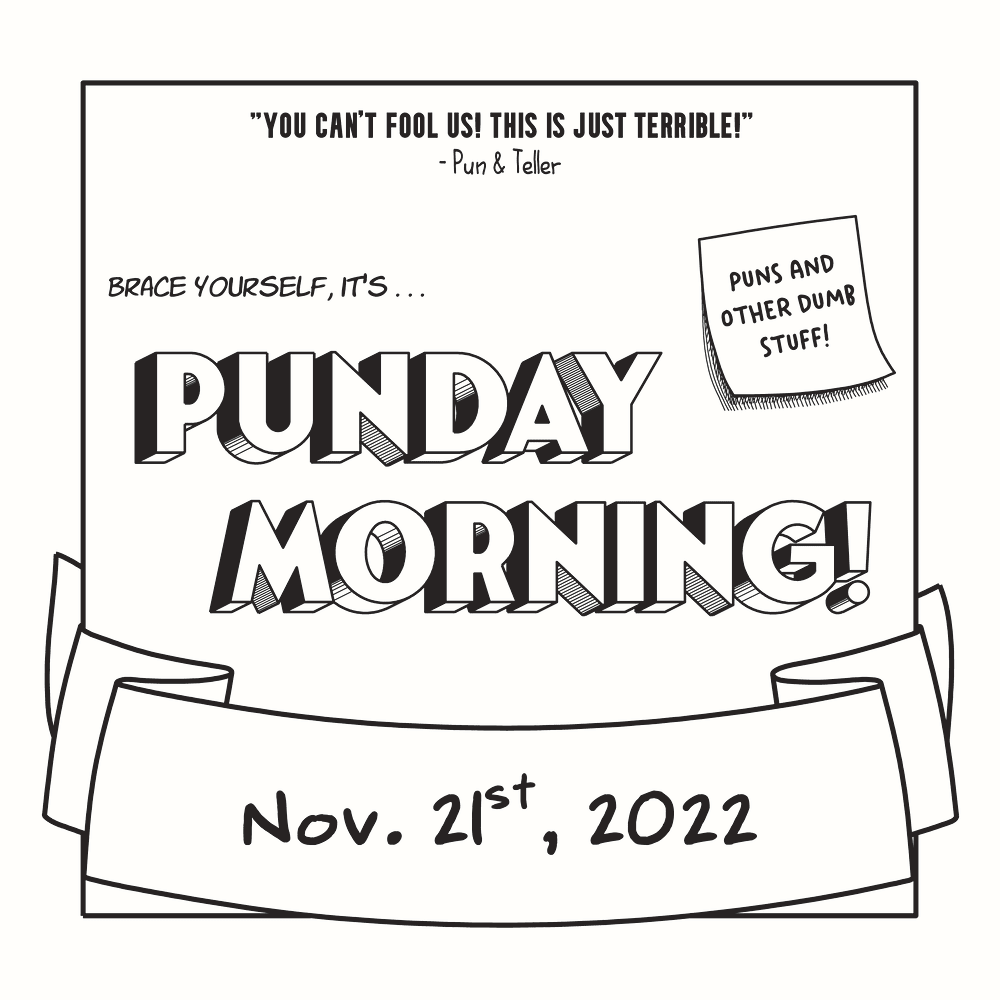 "YOU CAN'T FOOL US! THIS IS JUST TERRIBLE!"
- Pun & Teller
PUNS AND
OTHER DUMB
STUFF!
BRACE YOURSELF, IT'S . . .
PUNDAY
MORNING!
Nov. 21st, 2022